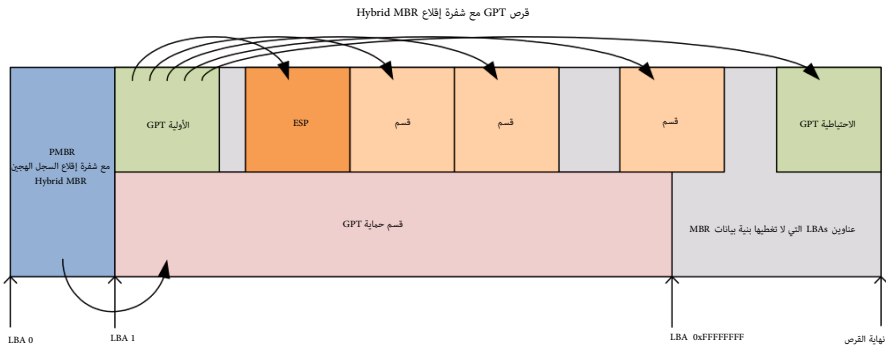 قرص GPT مع شفرة إقلاع Hybrid MBR
PMBR
مع شفرة إقلاع السجل الهجين
Hybrid MBR
الأولية GPT
ESP
قسم
قسم
قسم
الاحتياطية GPT
قسم حماية GPT
عناوين LBAs التي لا تغطيها بنية بيانات MBR
LBA 0
LBA 1
LBA 0xFFFFFFFF
نهاية القرص